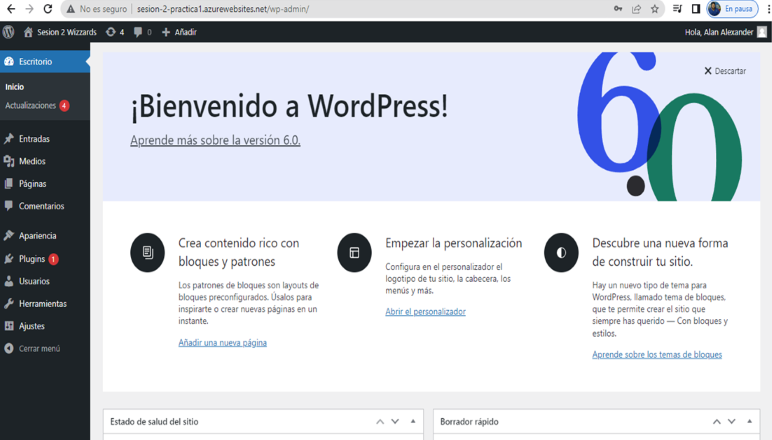 No es seguro | sesion-2-practica1.azurewebsites.net/wp-admin/
En pausa
Sesion 2 Wizzards 4 0 Añadir
Hola, Alan Alexander
Escritorio
Inicio
Actualizaciones 4
Entradas
Medios
Páginas
Comentarios
Apariencia
Plugins 1
Usuarios
Herramientas
Ajustes
Cerrar menú
Descartar
¡Bienvenido a WordPress!
Aprende más sobre la versión 6.0.
6.0
Crea contenido rico con
bloques y patrones
Los patrones de bloques son layouts de
bloques preconfigurados. Úsalos para
inspirarte o crear nuevas páginas en un
instante.
Añadir una nueva página
Empezar la personalización
Configura en el personalizador el
logotipo de tu sitio, la cabecera, los
menús y más.
Abrir el personalizador
Descubre una nueva forma
de construir tu sitio.
Hay un nuevo tipo de tema para
WordPress, llamado tema de bloques,
que te permite crear el sitio que
siempre has querido — Con bloques y
estilos.
Aprende sobre los temas de bloques
Estado de salud del sitio
Borrador rápido